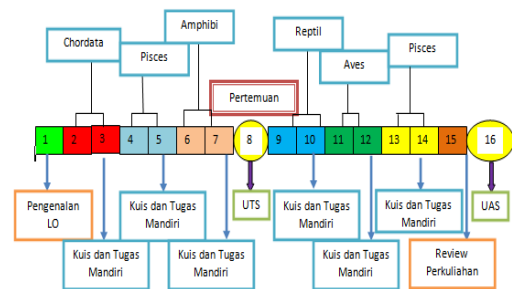 Amphibi
Chordata
Pisces
Reptil
Aves
Pisces
Pertemuan
1 2 3 4 5 6 7 8 9 10 11 12 13 14 15 16
Pengenalan
LO
Kuis dan Tugas
Mandiri
Kuis dan Tugas
Mandiri
Kuis dan Tugas
Mandiri
UTS
Kuis dan Tugas
Mandiri
Kuis dan Tugas
Mandiri
Kuis dan Tugas
Mandiri
Review
Perkuliahan
UAS